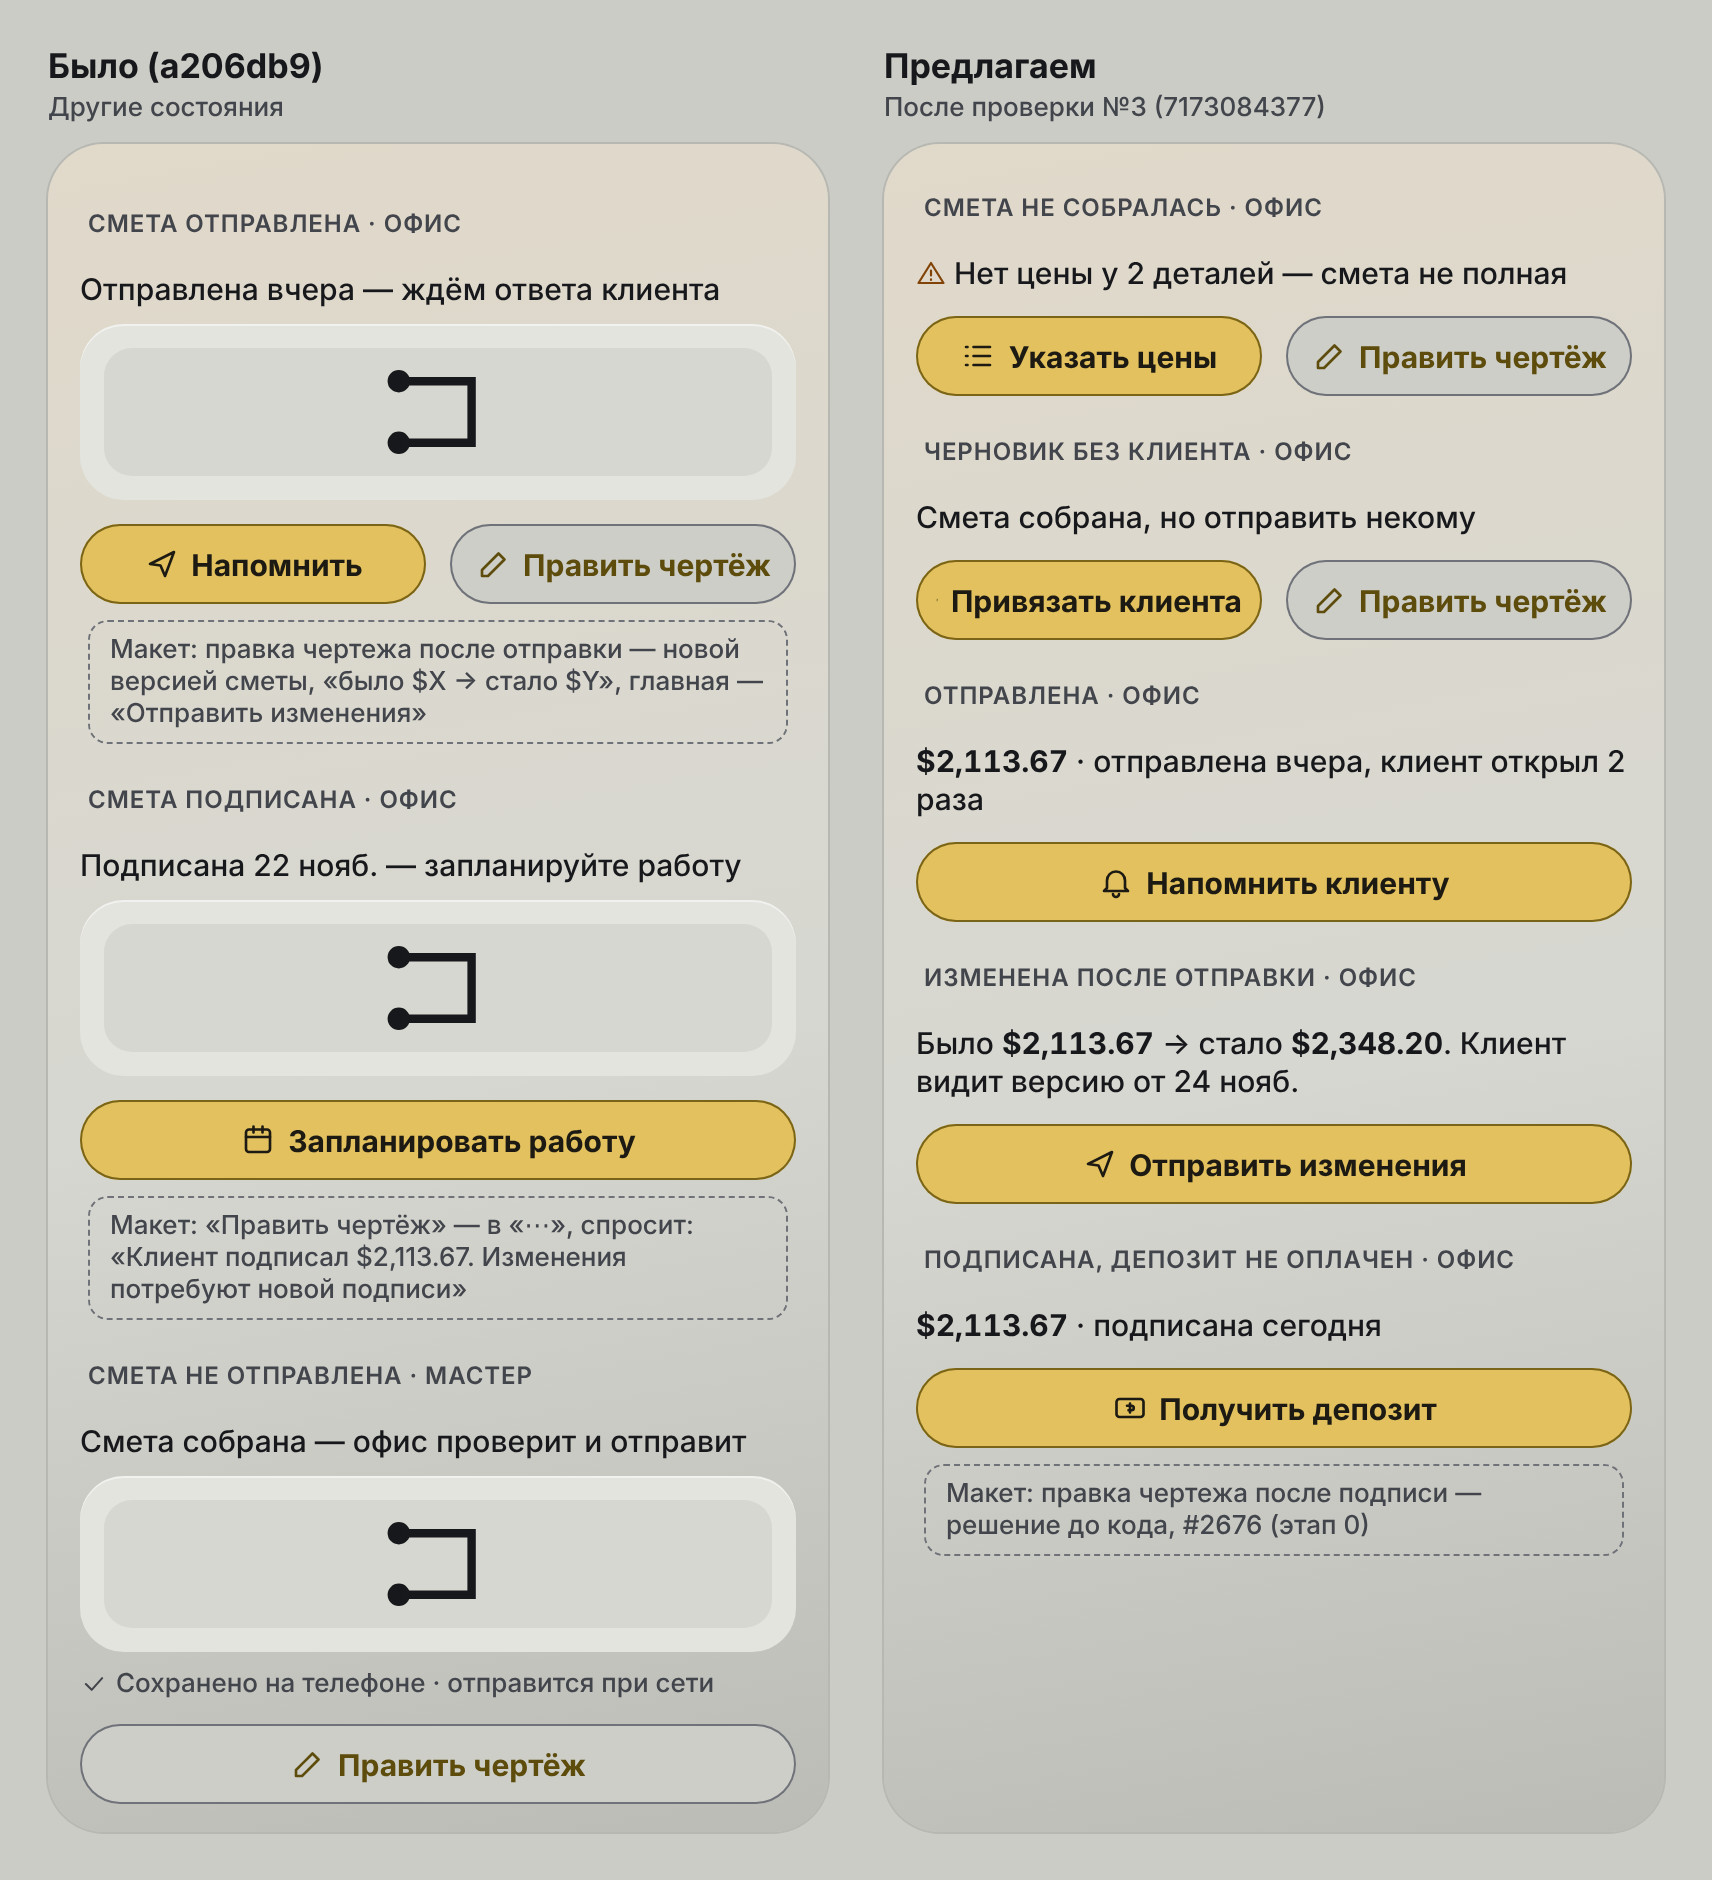 Было (a206db9)
Другие состояния
СМЕТА ОТПРАВЛЕНА · ОФИС
Отправлена вчера — ждём ответа клиента
Напомнить
Править чертёж
Макет: правка чертежа после отправки — новой
версией сметы, «было $X → стало $Y», главная —
«Отправить изменения»
СМЕТА ПОДПИСАНА · ОФИС
Подписана 22 нояб. — запланируйте работу
Запланировать работу
Макет: «Править чертёж» — в «···», спросит:
«Клиент подписал $2,113.67. Изменения
потребуют новой подписи»
СМЕТА НЕ ОТПРАВЛЕНА · МАСТЕР
Смета собрана — офис проверит и отправит
Сохранено на телефоне · отправится при сети
Править чертёж
Предлагаем
После проверки №3 (7173084377)
СМЕТА НЕ СОБРАЛАСЬ · ОФИС
Нет цены у 2 деталей — смета не полная
Указать цены
Править чертёж
ЧЕРНОВИК БЕЗ КЛИЕНТА · ОФИС
Смета собрана, но отправить некому
Привязать клиента
Править чертёж
ОТПРАВЛЕНА · ОФИС
$2,113.67 · отправлена вчера, клиент открыл 2
раза
Напомнить клиенту
ИЗМЕНЕНА ПОСЛЕ ОТПРАВКИ · ОФИС
Было $2,113.67 → стало $2,348.20. Клиент
видит версию от 24 нояб.
Отправить изменения
ПОДПИСАНА, ДЕПОЗИТ НЕ ОПЛАЧЕН · ОФИС
$2,113.67 · подписана сегодня
Получить депозит
Макет: правка чертежа после подписи —
решение до кода, #2676 (этап 0)